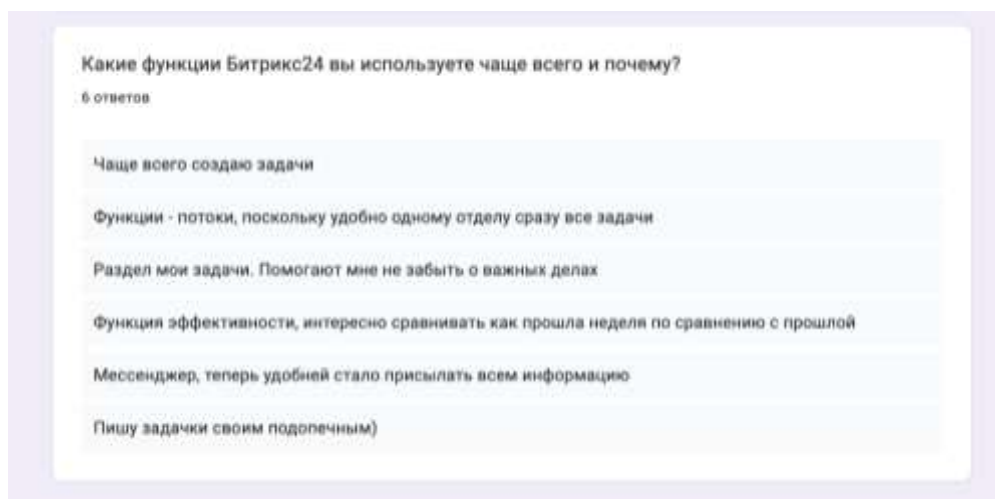 Какие функции Битрикс24 вы используете чаще всего и почему?
6 ответов
Чаще всего создаю задачи
Функции - потоки, поскольку удобно одному отделу сразу все задачи
Раздел мои задачи. Помогают мне не забыть о важных делах
Функция эффективности, интересно сравнивать как прошла неделя по сравнению с прошлой
Мессенджер, теперь удобней стало присылать всем информацию
Пишу задачки своим подопечным)